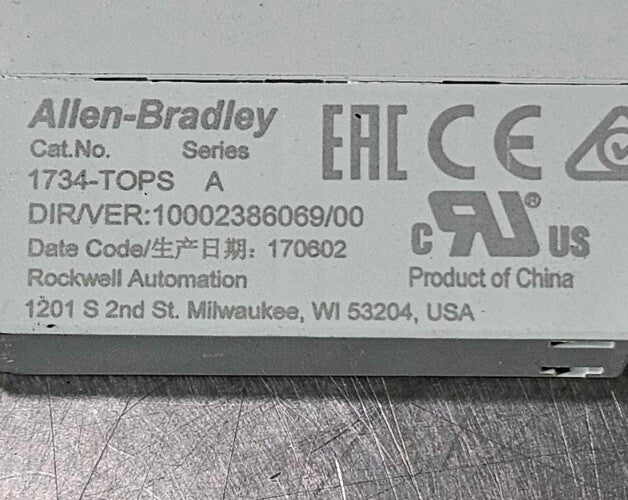 Allen-Bradley
EAC CE
Cat.No. Series
1734-TOPS A
DIR/VER:10002386069/00
Date Code/生产日期: 170602
C RU® US
Rockwell Automation
Product of China
1201 S 2nd St. Milwaukee, WI 53204, USA